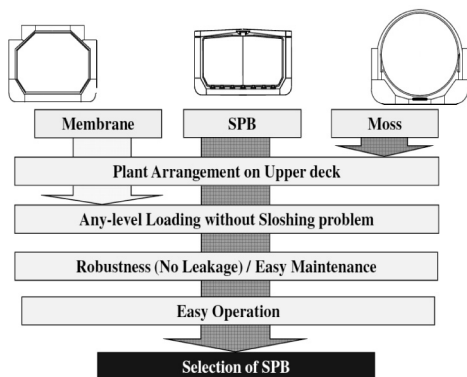 Membrane
SPB
Moss
Plant Arrangement on Upper deck
Any-level Loading without Sloshing problem
Robustness (No Leakage) / Easy Maintenance
Easy Operation
Selection of SPB